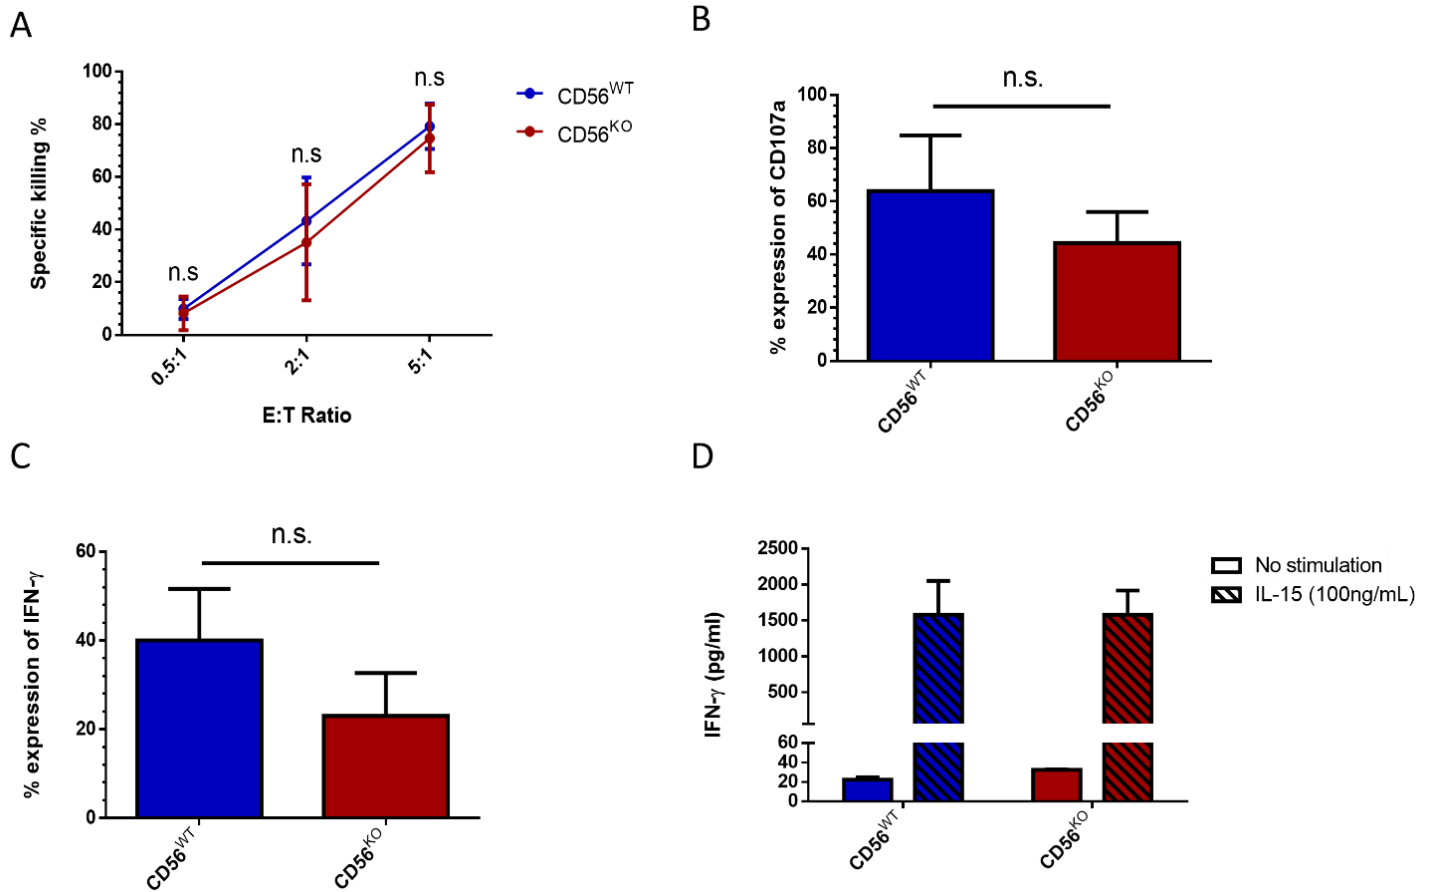 A
100
80
60
40
20
0
Specific killing %
n.s
n.s
n.s
0.5:1
2:1
5:1
E:T Ratio
CD56WT
CD56KO
B
n.s.
100
80
60
40
20
0
% expression of CD107a
CD56WT
CD56KO
C
n.s.
60
40
20
0
% expression of IFN-γ
CD56WT
CD56KO
D
2500
2000
1500
1000
500
60
40
20
0
IFN-γ (pg/ml)
CD56WT
CD56KO
No stimulation
IL-15 (100ng/mL)